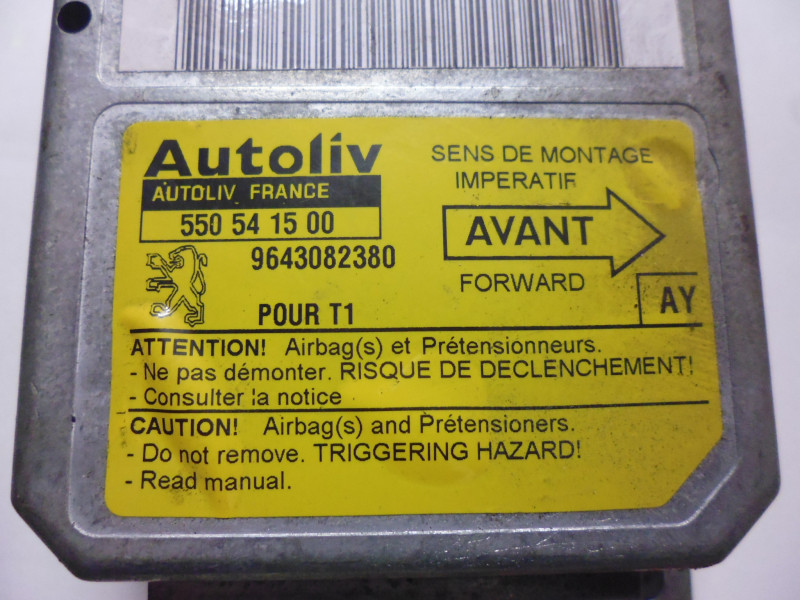 Autoliv
AUTOLIV FRANCE
550 54 15 00
9643082380
POUR T1
SENS DE MONTAGE
IMPERATIF
AVANT
FORWARD
AY
ATTENTION! Airbag(s) et Prétensionneurs.
- Ne pas démonter. RISQUE DE DECLENCHEMENT!
- Consulter la notice
CAUTION! Airbag(s) and Prétensioners.
- Do not remove. TRIGGERING HAZARD!
- Read manual.